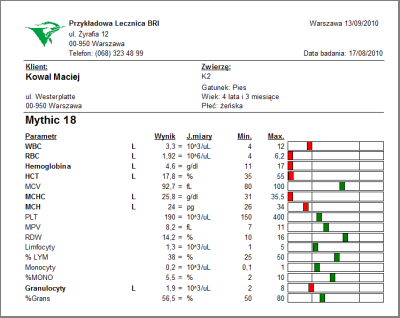 Przykładowa Lecznica BRI Warszawa 13/09/2010
ul. Żyrafia 12
00-950 Warszawa
Telefon: (068) 323 48 99 Data badania: 17/08/2010
Klient: Zwierzę:
Kowal Maciej K2
Gatunek: Pies
ul. Westerplatte Wiek: 4 lata i 3 miesiące
00-950 Warszawa Płeć: żeńska
Mythic 18
Parametr Wynik J.miary Min. Max.
WBC L 3,3 = 10^3/uL 4 12
RBC L 1,92 = 10^6/uL 4 6,2
Hemoglobina L 4,6 = g/dl 11 17
HCT L 17,8 = % 35 55
MCV 92,7 = fL 80 100
MCHC L 25,8 = g/dl 31 35,5
MCH L 24 = pg 26 34
PLT 190 = 10^3/uL 150 400
MPV 8,2 = fL 7 11
RDW 14,2 = % 10 16
Limfocyty 1,3 = 10^3/uL 1 5
% LYM 38 = % 25 50
Monocyty 0,2 = 10^3/uL 0,1 1
%MONO 5,5 = % 2 10
Granulocyty L 1,9 = 10^3/uL 2 8
%Grans 56,5 = % 50 80